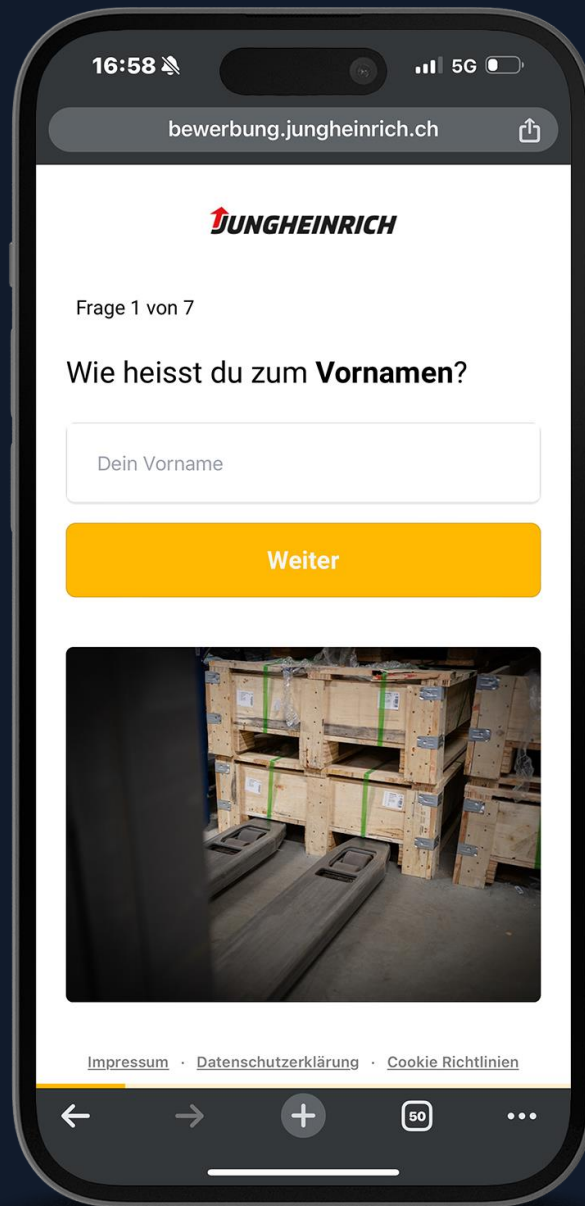 16:58
5G
bewerbung.jungheinrich.ch
JUNGHEINRICH
Frage 1 von 7
Wie heisst du zum Vornamen?
Dein Vorname
Weiter
Impressum · Datenschutzerklärung · Cookie Richtlinien
50